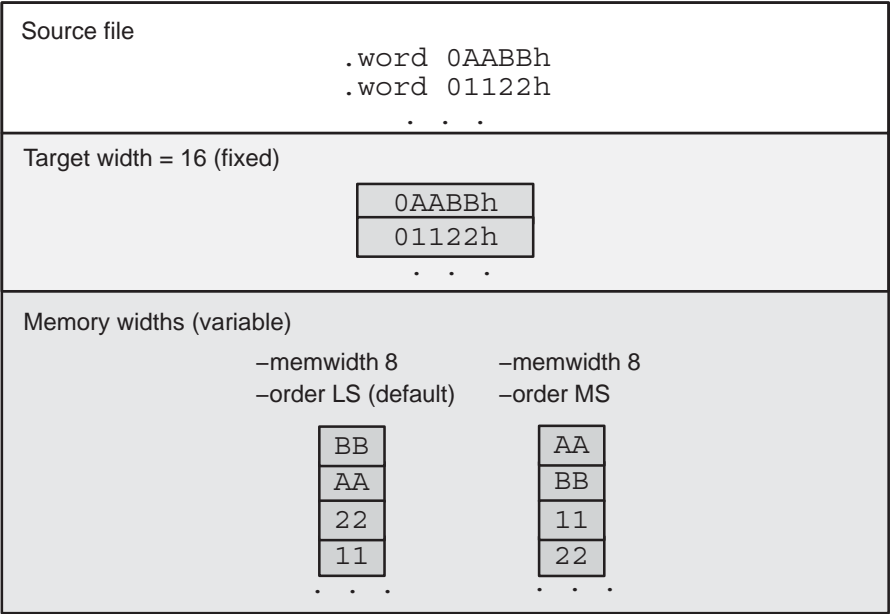 Source file
.word 0AABBh
.word 01122h
. . .
Target width = 16 (fixed)
0AABBh
01122h
. . .
Memory widths (variable)
–memwidth 8
–order LS (default)
BB
AA
22
11
. . .
–memwidth 8
–order MS
AA
BB
11
22
. . .